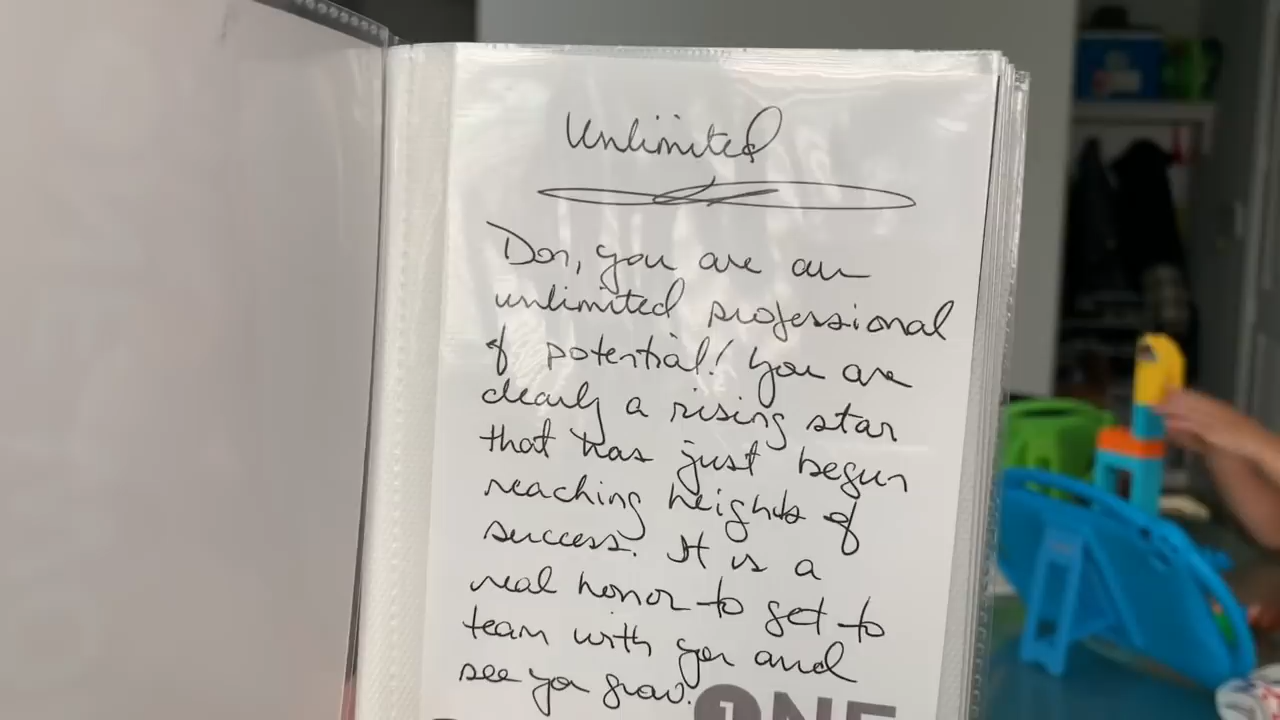 Unlimited
Don, you are an
unlimited professional
of potential! You are
clearly a rising star
that has just begun
reaching heights of
success. It is a
real honor to get to
team with you and
see you grow.
1NE